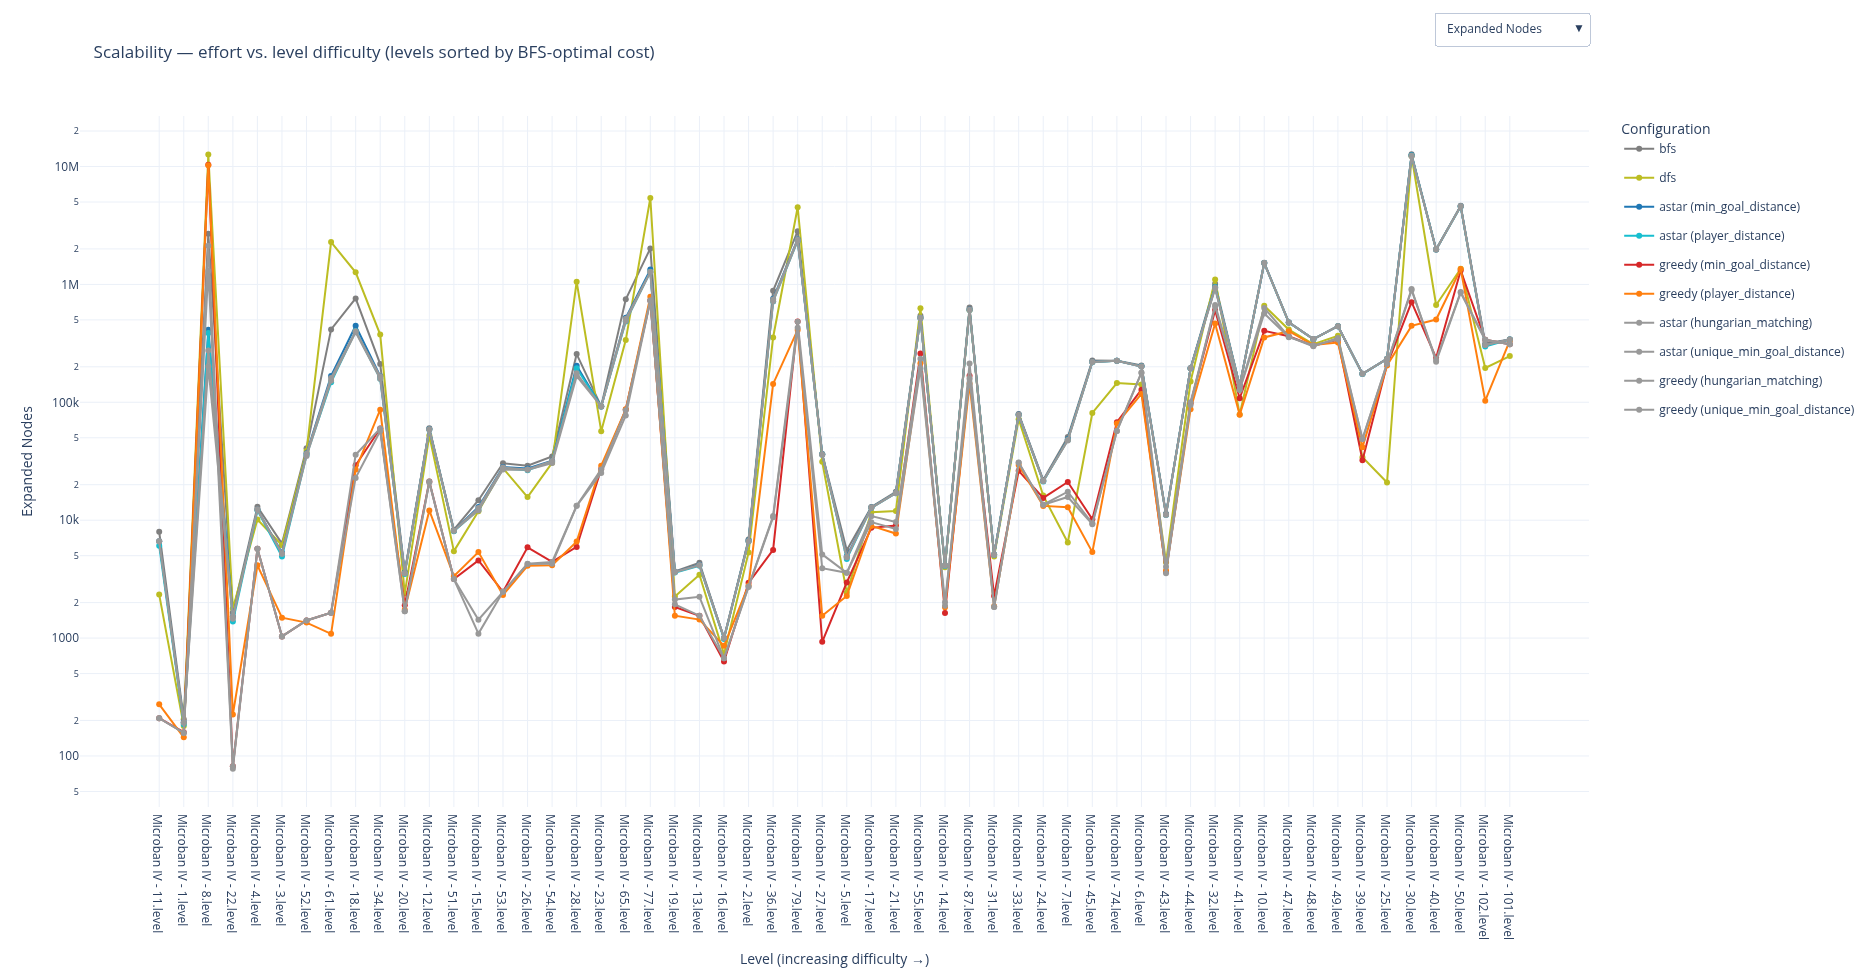 Expanded Nodes ▼
Scalability — effort vs. level difficulty (levels sorted by BFS-optimal cost)
Configuration
bfs
dfs
astar (min_goal_distance)
astar (player_distance)
greedy (min_goal_distance)
greedy (player_distance)
astar (hungarian_matching)
astar (unique_min_goal_distance)
greedy (hungarian_matching)
greedy (unique_min_goal_distance)
Expanded Nodes
2
10M
5
2
1M
5
2
100k
5
2
10k
5
2
1000
5
2
100
5
Microban IV - 11.level
Microban IV - 1.level
Microban IV - 8.level
Microban IV - 22.level
Microban IV - 4.level
Microban IV - 3.level
Microban IV - 52.level
Microban IV - 61.level
Microban IV - 18.level
Microban IV - 34.level
Microban IV - 20.level
Microban IV - 12.level
Microban IV - 51.level
Microban IV - 15.level
Microban IV - 53.level
Microban IV - 26.level
Microban IV - 54.level
Microban IV - 28.level
Microban IV - 23.level
Microban IV - 65.level
Microban IV - 77.level
Microban IV - 19.level
Microban IV - 13.level
Microban IV - 16.level
Microban IV - 2.level
Microban IV - 36.level
Microban IV - 79.level
Microban IV - 27.level
Microban IV - 5.level
Microban IV - 17.level
Microban IV - 21.level
Microban IV - 55.level
Microban IV - 14.level
Microban IV - 87.level
Microban IV - 31.level
Microban IV - 33.level
Microban IV - 24.level
Microban IV - 7.level
Microban IV - 45.level
Microban IV - 74.level
Microban IV - 6.level
Microban IV - 43.level
Microban IV - 44.level
Microban IV - 32.level
Microban IV - 41.level
Microban IV - 10.level
Microban IV - 47.level
Microban IV - 48.level
Microban IV - 49.level
Microban IV - 39.level
Microban IV - 25.level
Microban IV - 30.level
Microban IV - 40.level
Microban IV - 50.level
Microban IV - 102.level
Microban IV - 101.level
Level (increasing difficulty →)